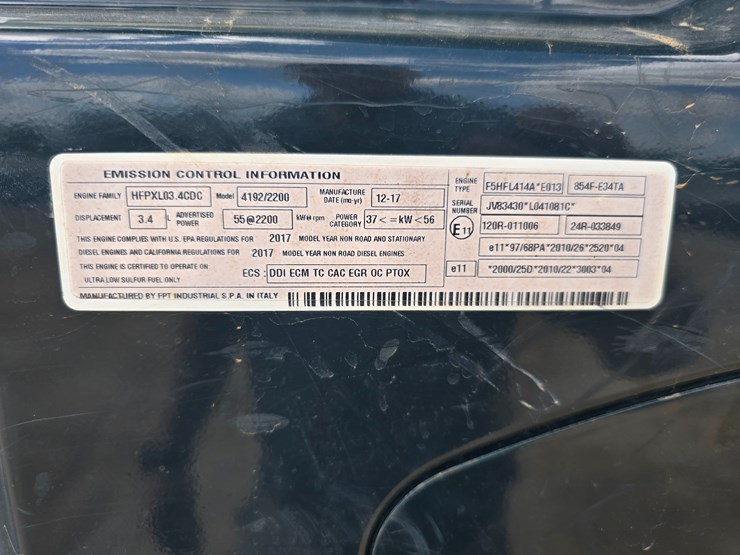 EMISSION CONTROL INFORMATION
ENGINE FAMILY HFPXL03.4CDC Model 4192/2200 MANUFACTURE DATE (mo-yr) 12-17
DISPLACEMENT 3.4 L ADVERTISED POWER 55@2200 kW@rpm POWER CATEGORY 37<=kW<56
THIS ENGINE COMPLIES WITH U.S. EPA REGULATIONS FOR 2017 MODEL YEAR NON ROAD AND STATIONARY
DIESEL ENGINES AND CALIFORNIA REGULATIONS FOR 2017 MODEL YEAR NON ROAD DIESEL ENGINES
THIS ENGINE IS CERTIFIED TO OPERATE ON
ULTRA LOW SULFUR FUEL ONLY
ECS : DDI ECM TC CAC EGR OC PTOX
MANUFACTURED BY FPT INDUSTRIAL S.P.A. IN ITALY
ENGINE TYPE F5HFL414A*E013 854F-E34TA
SERIAL NUMBER JV83430*L041081C*
E11 120R-011006 24R-033849
e11*97/68PA*2010/26*2520*04
e11 *2000/25D*2010/22*3003*04